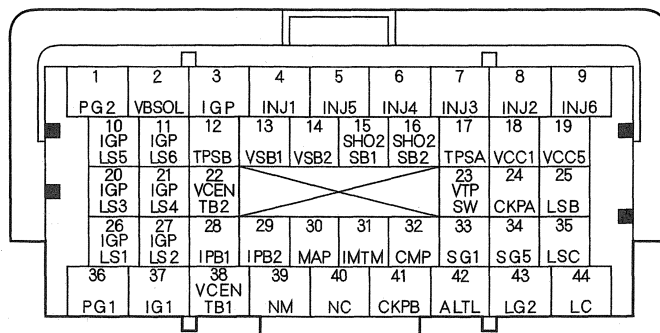 1 2 3 4 5 6 7 8 9
PG2 VBSOL IGP INJ1 INJ5 INJ4 INJ3 INJ2 INJ6
10 11 12 13 14 15 16 17 18 19
IGP IGP SHO2 SHO2
LS5 LS6 TPSB VSB1 VSB2 SB1 SB2 TPSA VCC1 VCC5
20 21 22 23 24 25
IGP IGP VCEN VTP
LS3 LS4 TB2 SW CKPA LSB
26 27 28 29 30 31 32 33 34 35
IGP IGP
LS1 LS2 IPB1 IPB2 MAP IMTM CMP SG1 SG5 LSC
36 37 38 39 40 41 42 43 44
VCEN
PG1 IG1 TB1 NM NC CKPB ALTL LG2 LC